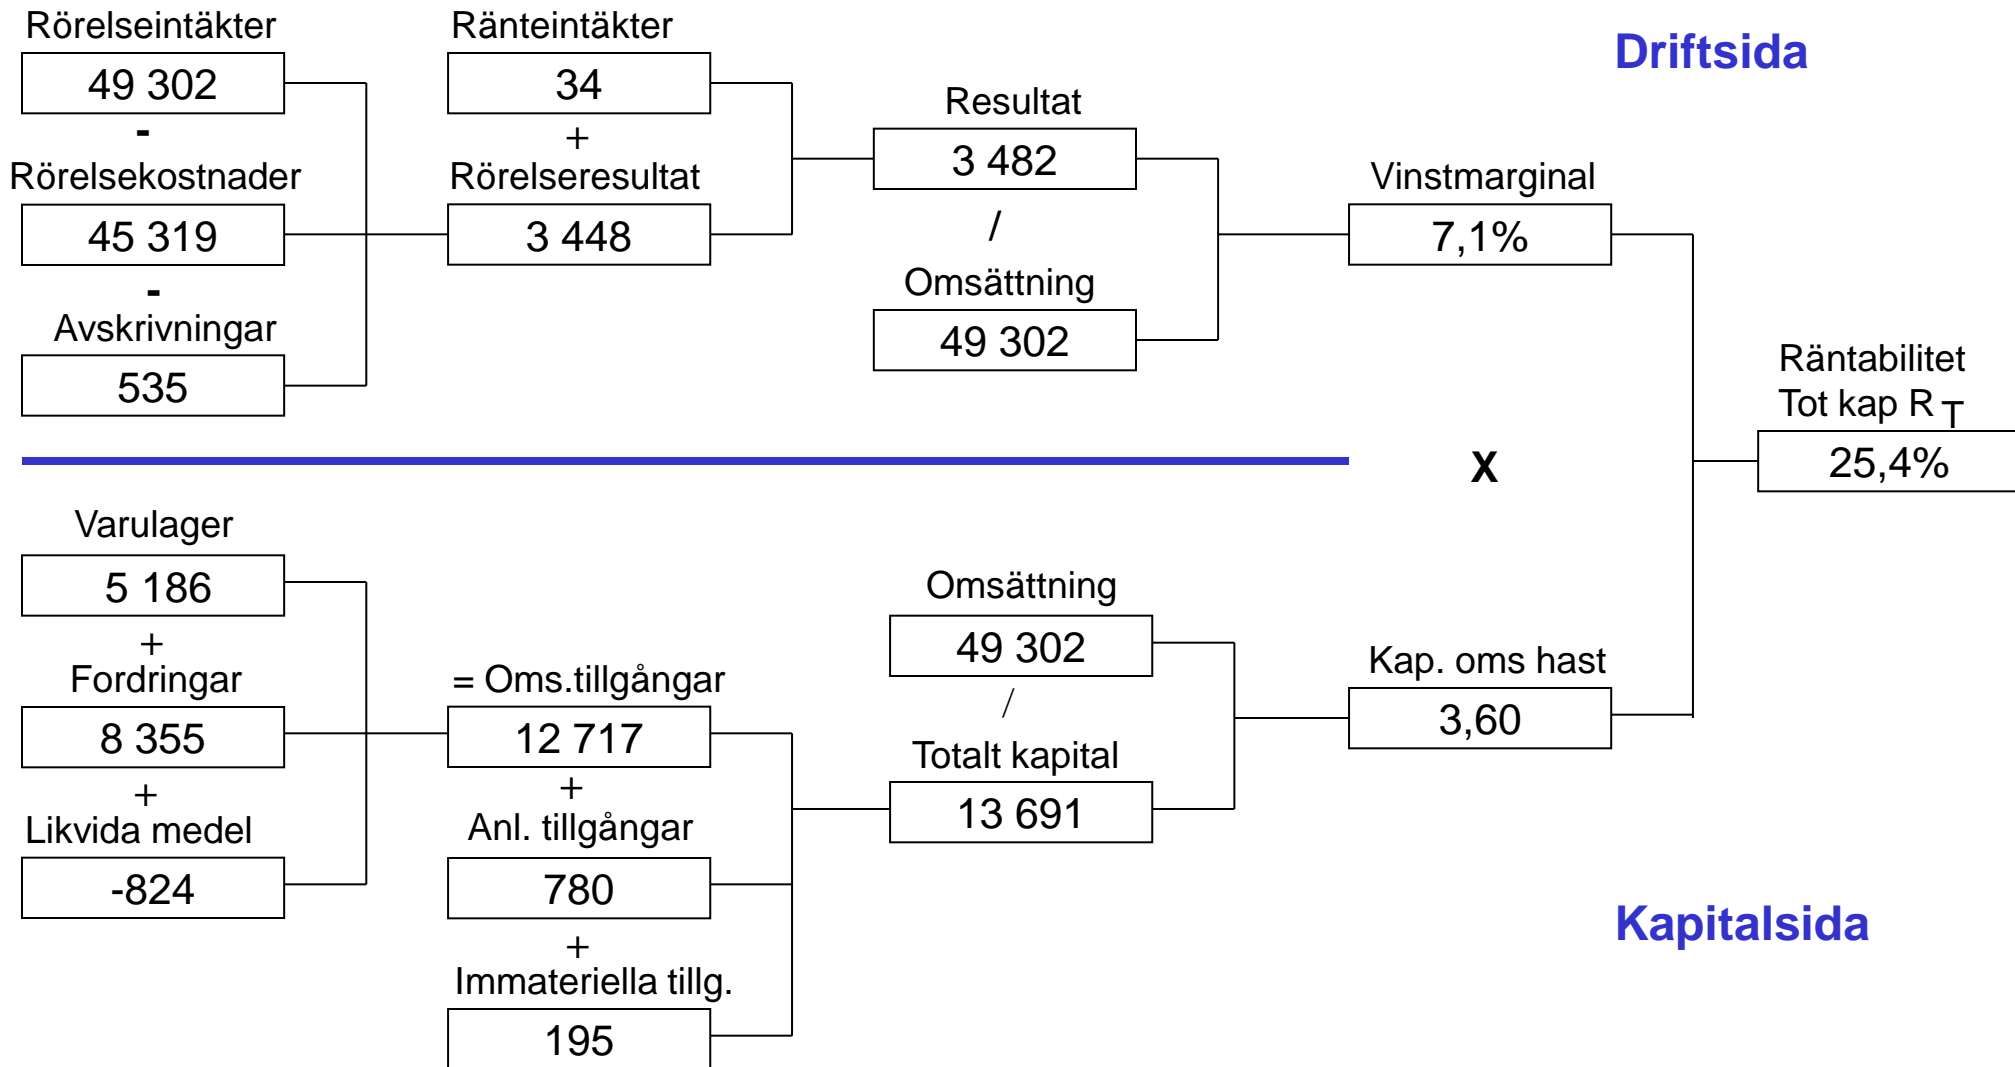 Rörelseintäkter
49 302
-
Rörelsekostnader
45 319
-
Avskrivningar
535
Ränteintäkter
34
+
Rörelseresultat
3 448
Resultat
3 482
/
Omsättning
49 302
Driftsida
Vinstmarginal
7,1%
X
Räntabilitet
Tot kap R T
25,4%
Varulager
5 186
+
Fordringar
8 355
+
Likvida medel
-824
= Oms.tillgångar
12 717
+
Anl. tillgångar
780
+
Immateriella tillg.
195
Omsättning
49 302
/
Totalt kapital
13 691
Kap. oms hast
3,60
Kapitalsida